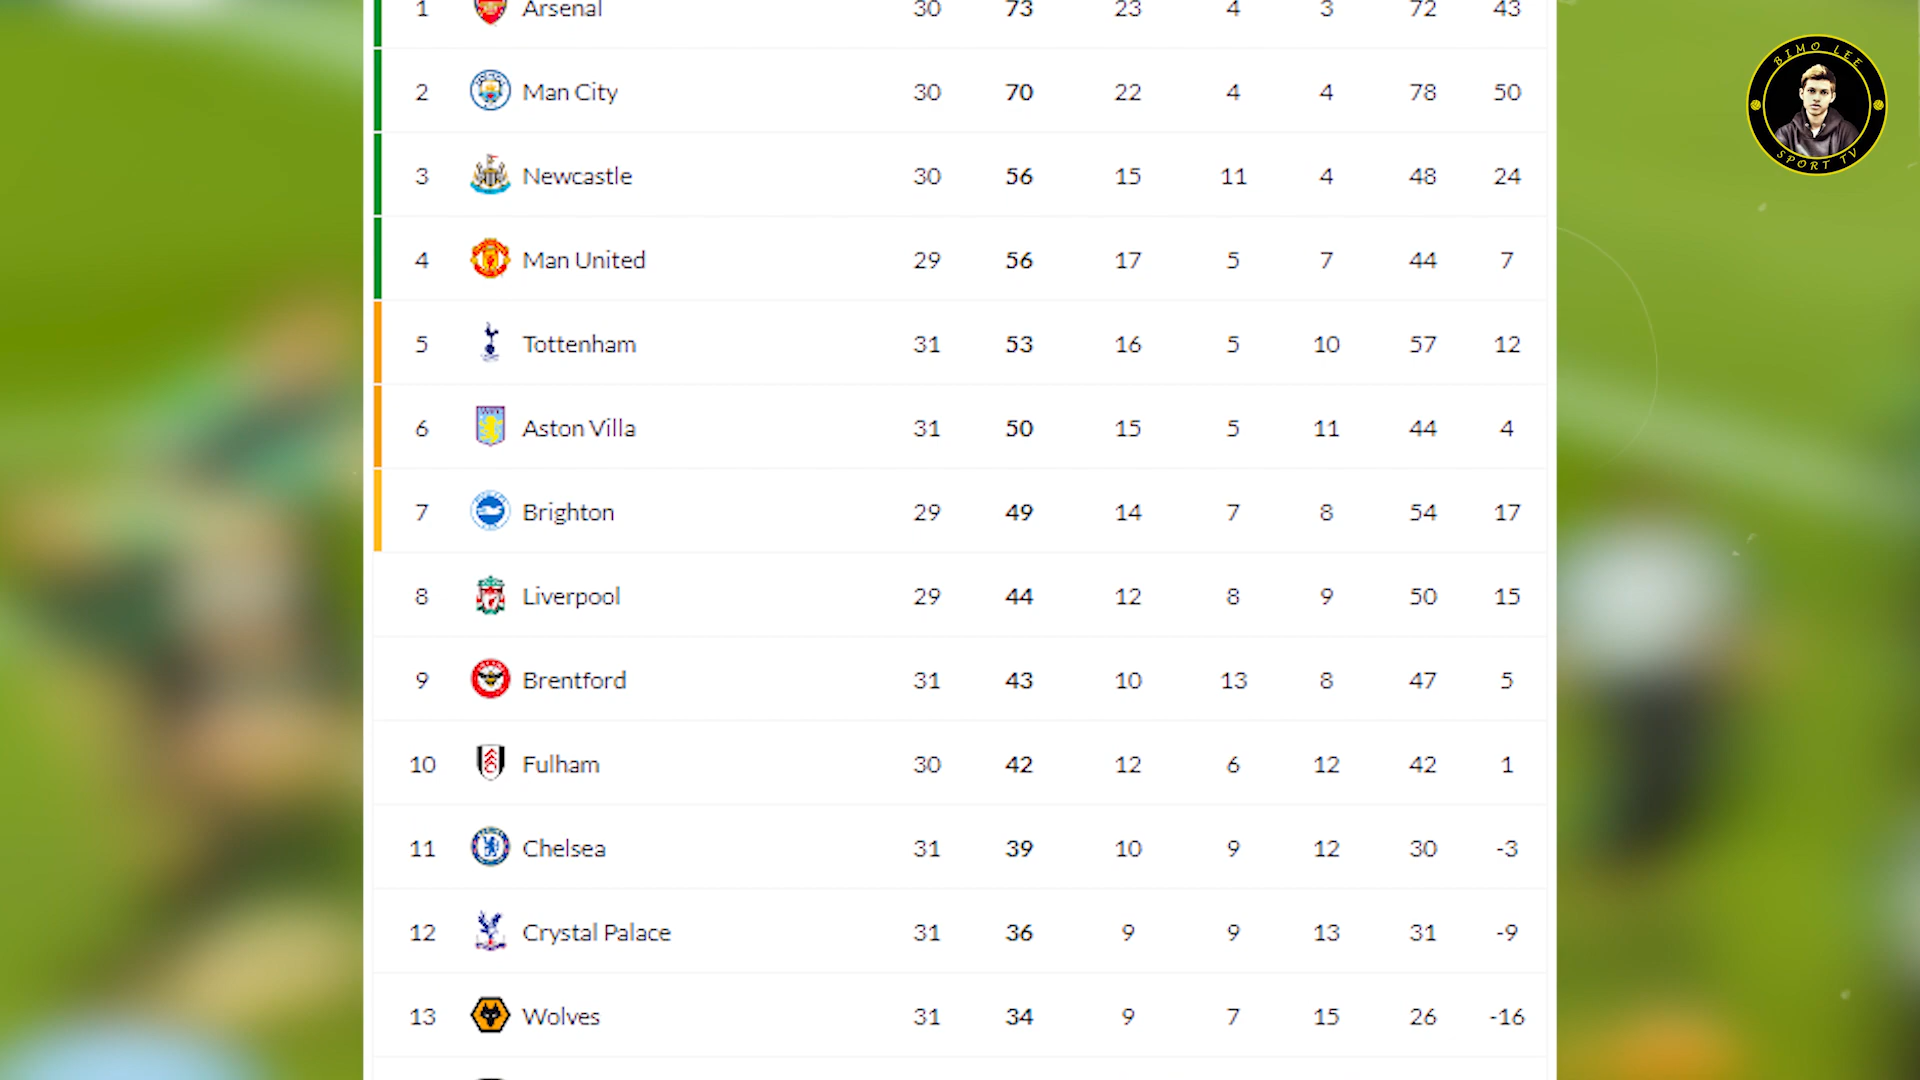 1 Arsenal 30 73 23 4 3 72 43
2 Man City 30 70 22 4 4 78 50
3 Newcastle 30 56 15 11 4 48 24
4 Man United 29 56 17 5 7 44 7
5 Tottenham 31 53 16 5 10 57 12
6 Aston Villa 31 50 15 5 11 44 4
7 Brighton 29 49 14 7 8 54 17
8 Liverpool 29 44 12 8 9 50 15
9 Brentford 31 43 10 13 8 47 5
10 Fulham 30 42 12 6 12 42 1
11 Chelsea 31 39 10 9 12 30 -3
12 Crystal Palace 31 36 9 9 13 31 -9
13 Wolves 31 34 9 7 15 26 -16
BIMO LEE
SPORT TV